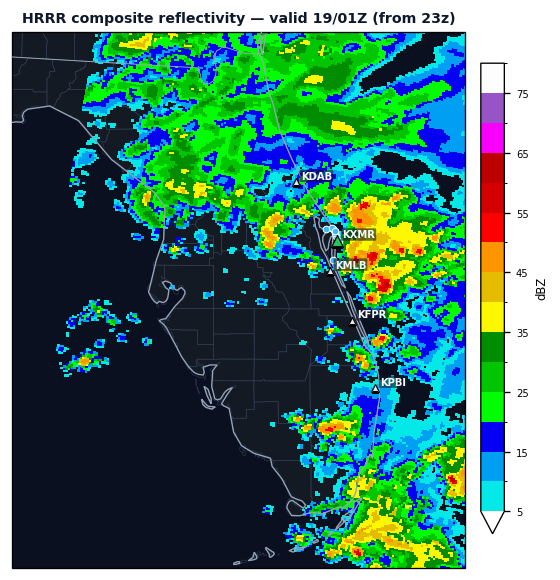 HRRR composite reflectivity — valid 19/01Z (from 23z)
KDAB
KXMR
KMLB
KFPR
KPBI
75
65
55
45
35
25
15
5
dBZ